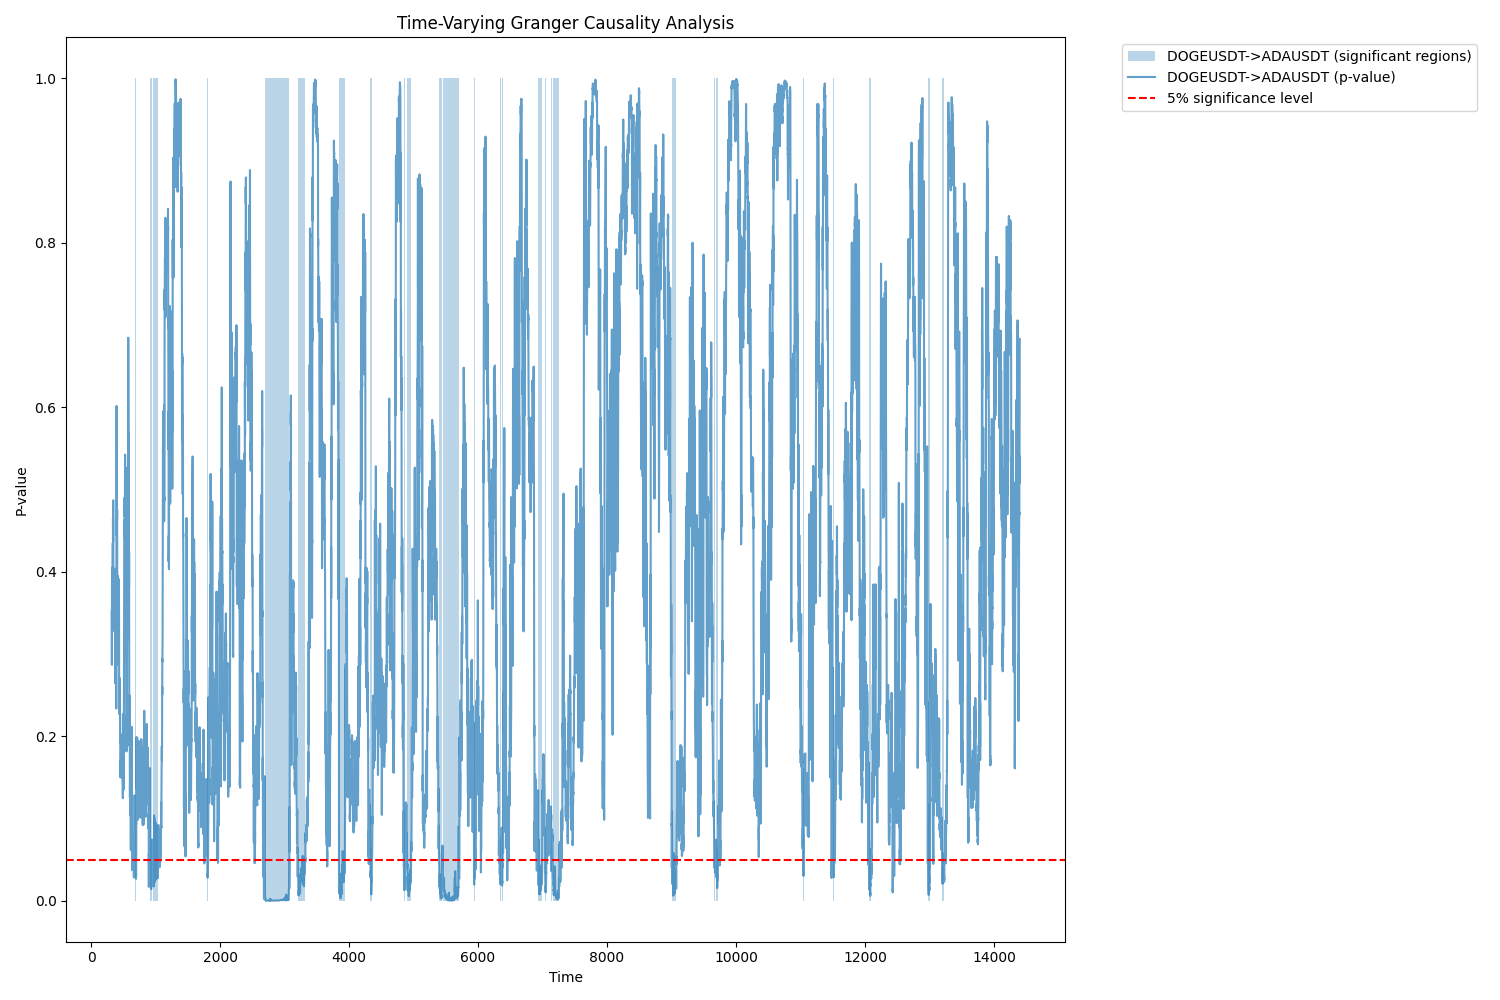 Time-Varying Granger Causality Analysis
DOGEUSDT->ADAUSDT (significant regions)
DOGEUSDT->ADAUSDT (p-value)
5% significance level
1.0
0.8
0.6
0.4
0.2
0.0
P-value
0
2000
4000
6000
8000
10000
12000
14000
Time